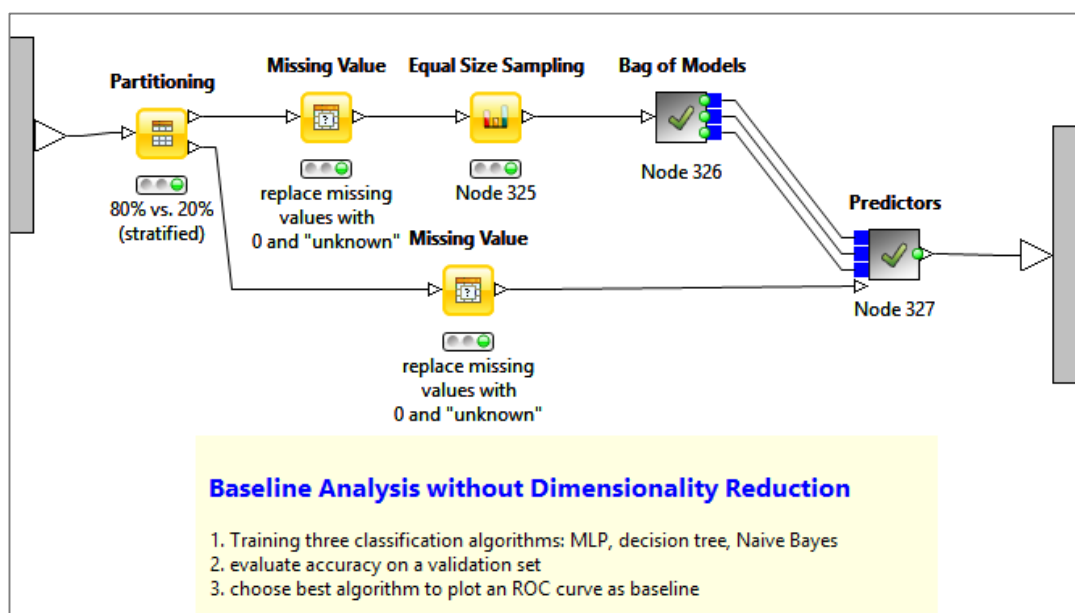 Partitioning
80% vs. 20%
(stratified)
Missing Value
replace missing
values with
0 and "unknown"
Equal Size Sampling
Node 325
Bag of Models
Node 326
Missing Value
replace missing
values with
0 and "unknown"
Predictors
Node 327
Baseline Analysis without Dimensionality Reduction
1. Training three classification algorithms: MLP, decision tree, Naive Bayes
2. evaluate accuracy on a validation set
3. choose best algorithm to plot an ROC curve as baseline